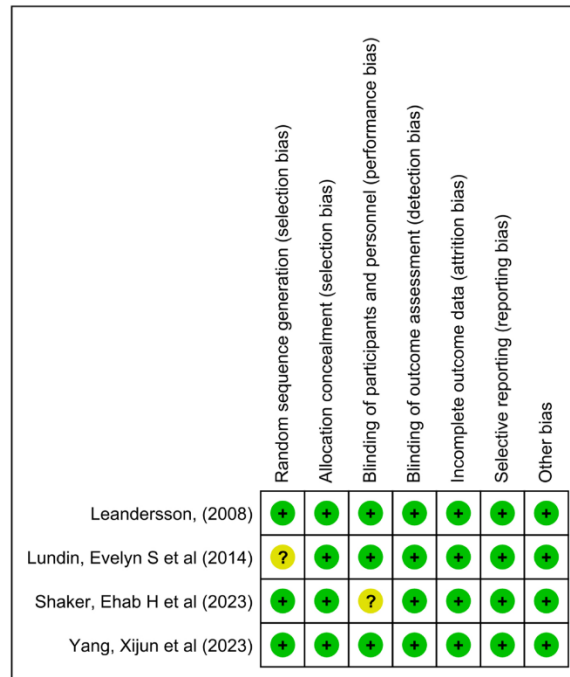 Random sequence generation (selection bias)
Allocation concealment (selection bias)
Blinding of participants and personnel (performance bias)
Blinding of outcome assessment (detection bias)
Incomplete outcome data (attrition bias)
Selective reporting (reporting bias)
Other bias
Leandersson, (2008) + + + + + + +
Lundin, Evelyn S et al (2014) ? + + + + + +
Shaker, Ehab H et al (2023) + + ? + + + +
Yang, Xijun et al (2023) + + + + + + +